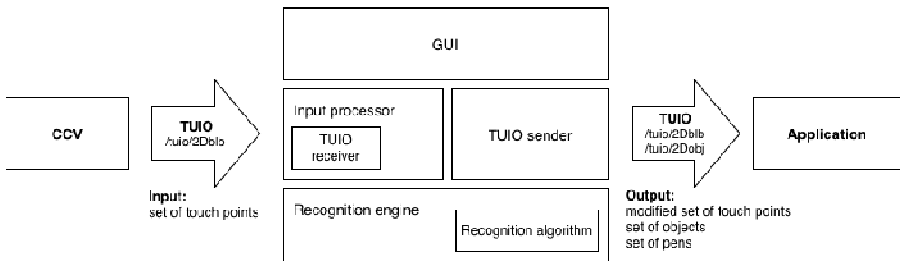 GUI
CCV
TUIO
/tuio/2Dblb
Input:
set of touch points
Input processor
TUIO
receiver
TUIO sender
Recognition engine
Recognition algorithm
TUIO
/tuio/2Dblb
/tuio/2Dobj
Output:
modified set of touch points
set of objects
set of pens
Application